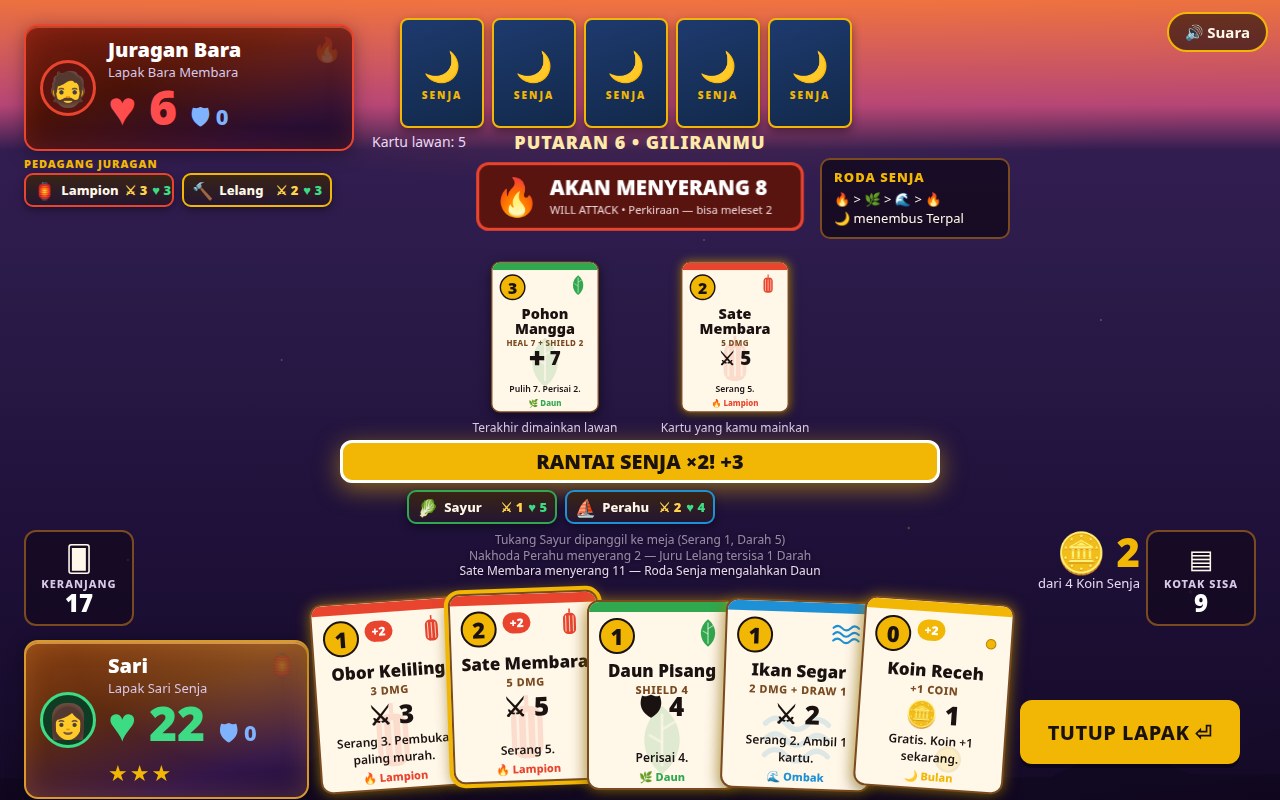 Juragan Bara
Lapak Bara Membara
6
0
SENJA
SENJA
SENJA
SENJA
SENJA
Suara
Kartu lawan: 5
PUTARAN 6 • GILIRANMU
PEDAGANG JURAGAN
Lampion 3 3
Lelang 2 3
AKAN MENYERANG 8
WILL ATTACK • Perkiraan — bisa meleset 2
RODA SENJA
> > >
menembus Terpal
3
Pohon
Mangga
HEAL 7 + SHIELD 2
7
Pulih 7. Perisai 2.
Daun
2
Sate
Membara
5 DMG
5
Serang 5.
Lampion
Terakhir dimainkan lawan
Kartu yang kamu mainkan
RANTAI SENJA ×2! +3
Sayur 1 5
Perahu 2 4
Tukang Sayur dipanggil ke meja (Serang 1, Darah 5)
Nakhoda Perahu menyerang 2 — Juru Lelang tersisa 1 Darah
Sate Membara menyerang 11 — Roda Senja mengalahkan Daun
KERANJANG
17
2
dari 4 Koin Senja
KOTAK SISA
9
Sari
Lapak Sari Senja
22
0
★★★
1 +2
Obor Keliling
3 DMG
3
Serang 3. Pembuka
paling murah.
Lampion
2 +2
Sate Membara
5 DMG
5
Serang 5.
Lampion
1
Daun Pisang
SHIELD 4
4
Perisai 4.
Daun
1
Ikan Segar
2 DMG + DRAW 1
2
Serang 2. Ambil 1
kartu.
Ombak
0 +2
Koin Receh
+1 COIN
1
Gratis. Koin +1
sekarang.
Bulan
TUTUP LAPAK ⏎